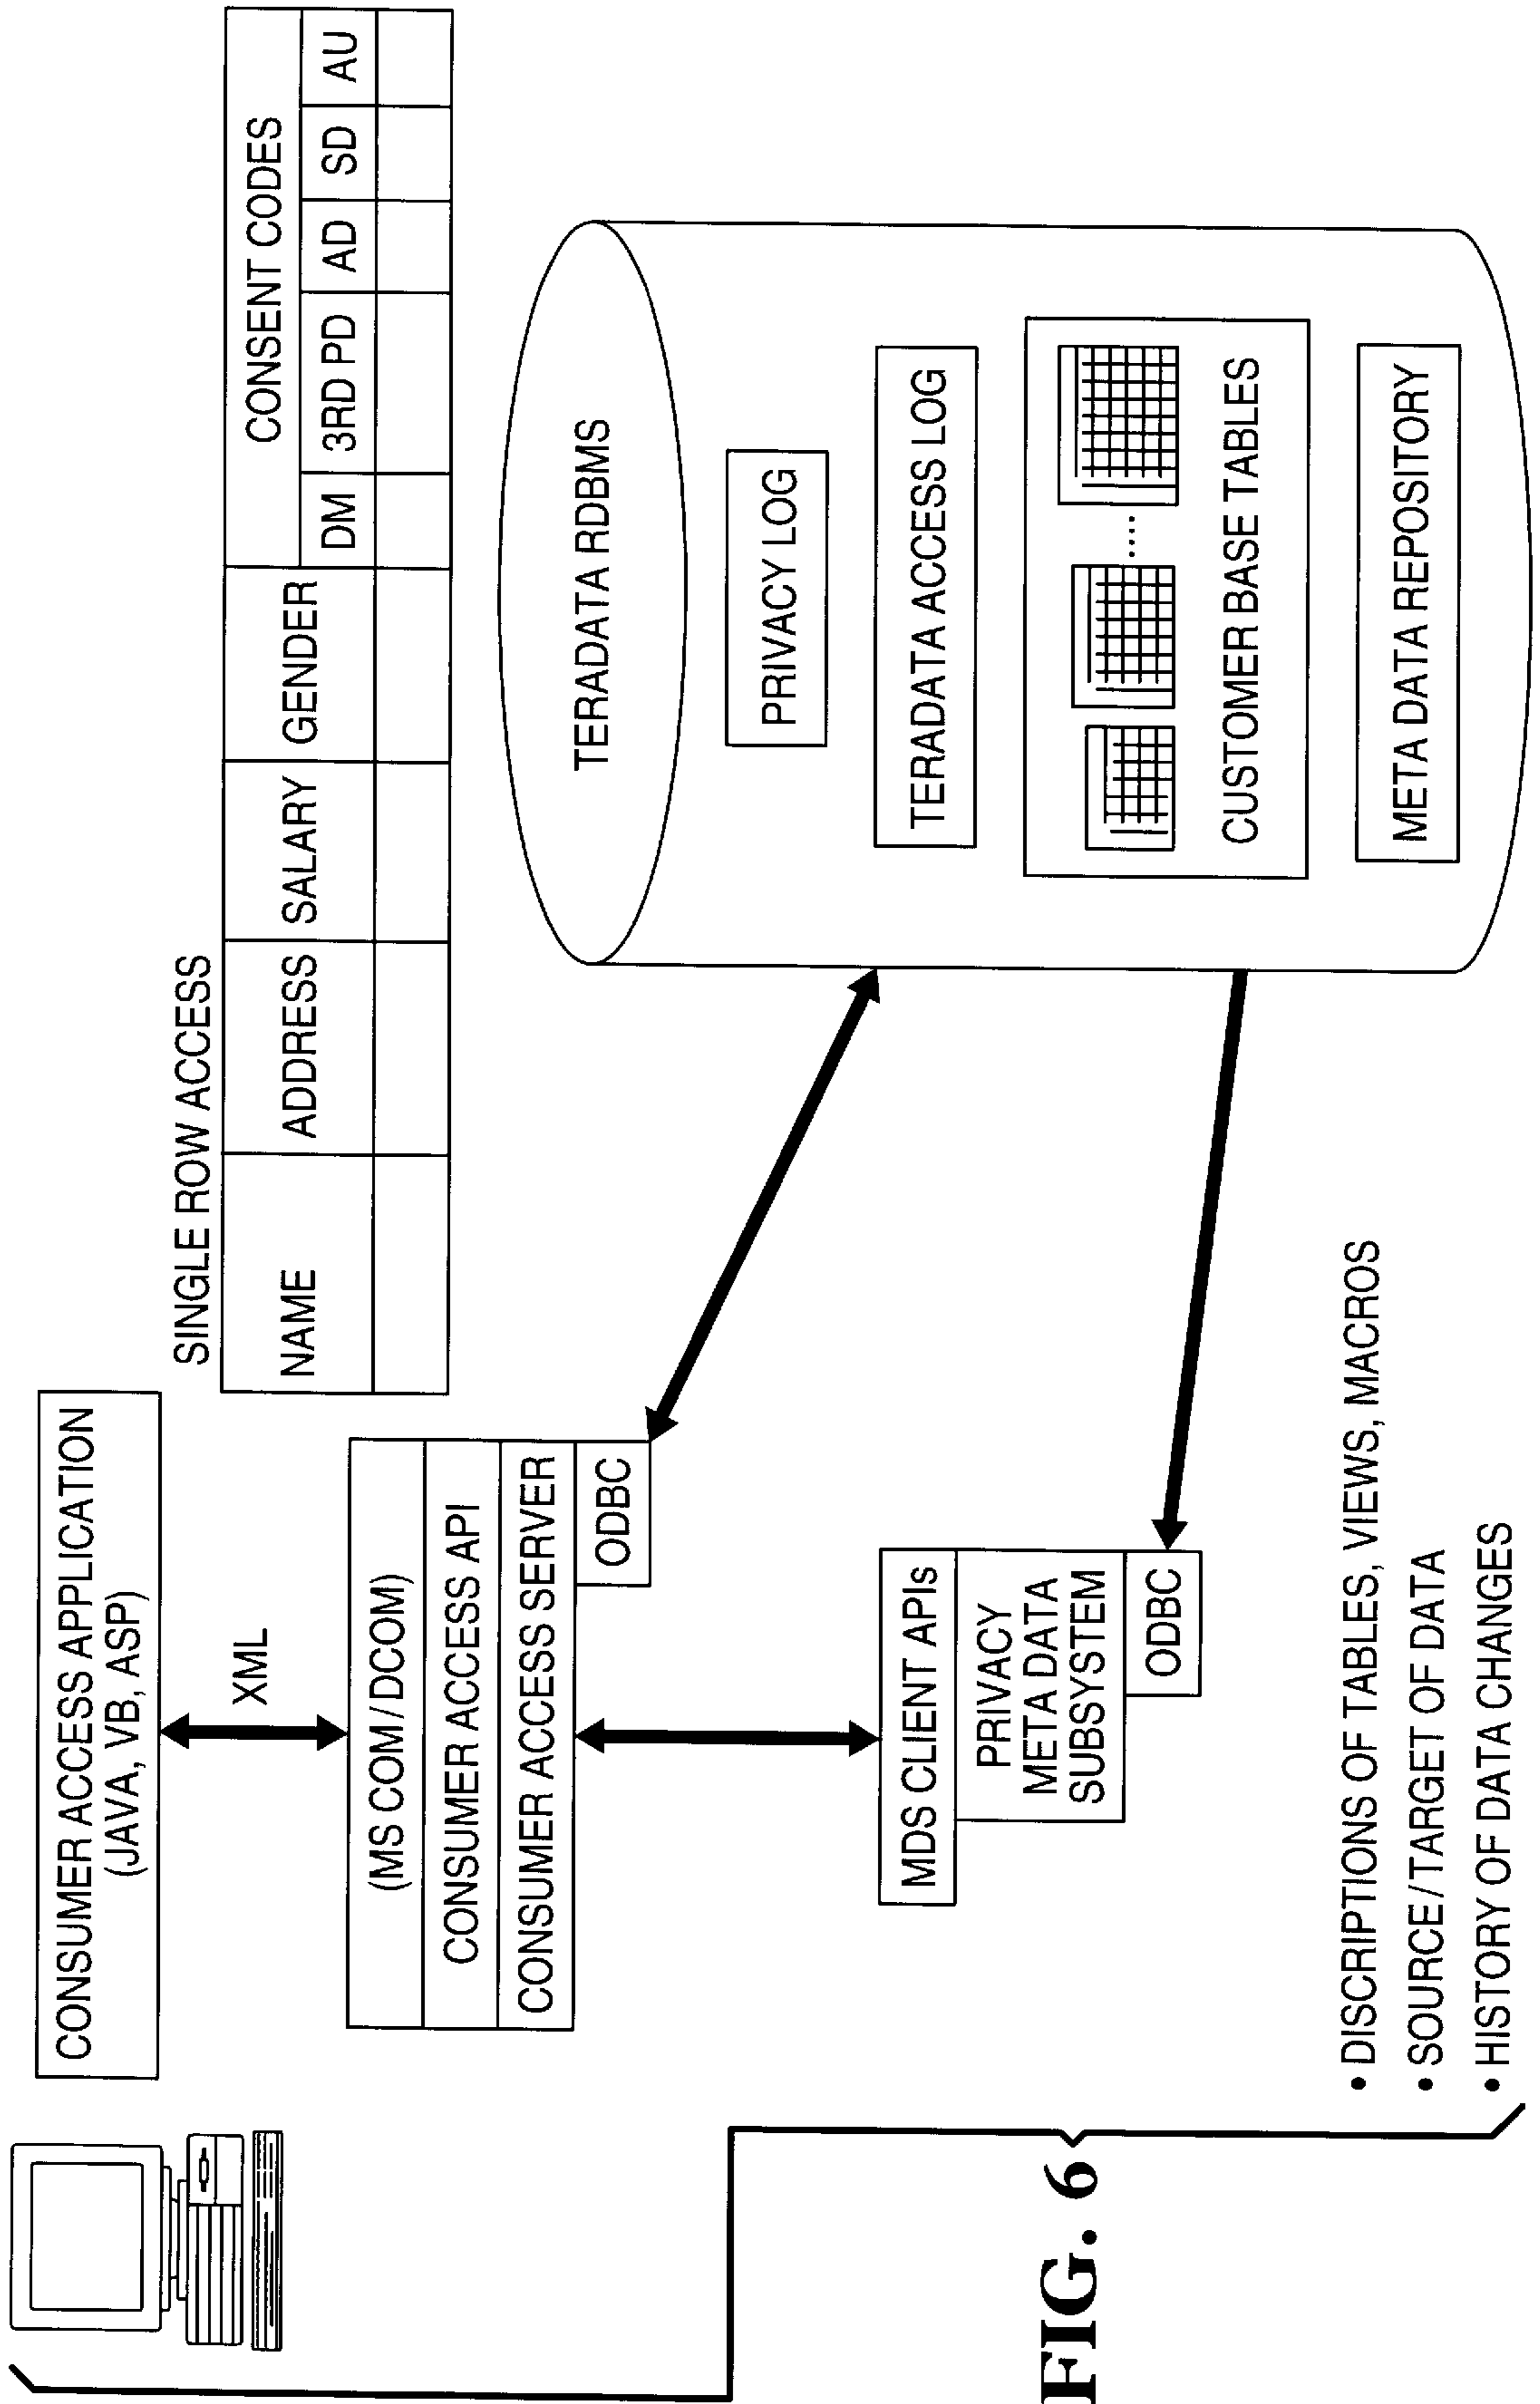 CONSUMER ACCESS APPLICATION
(JAVA, VB, ASP)
XML
(MS COM/DCOM)
CONSUMER ACCESS API
CONSUMER ACCESS SERVER
ODBC
MDS CLIENT APIs
PRIVACY
META DATA
SUBSYSTEM
ODBC
• DISCRIPTIONS OF TABLES, VIEWS, MACROS
• SOURCE/TARGET OF DATA
• HISTORY OF DATA CHANGES
SINGLE ROW ACCESS
NAME ADDRESS SALARY GENDER CONSENT CODES
DM 3RD PD AD SD AU
TERADATA RDBMS
PRIVACY LOG
TERADATA ACCESS LOG
CUSTOMER BASE TABLES
META DATA REPOSITORY
FIG. 6